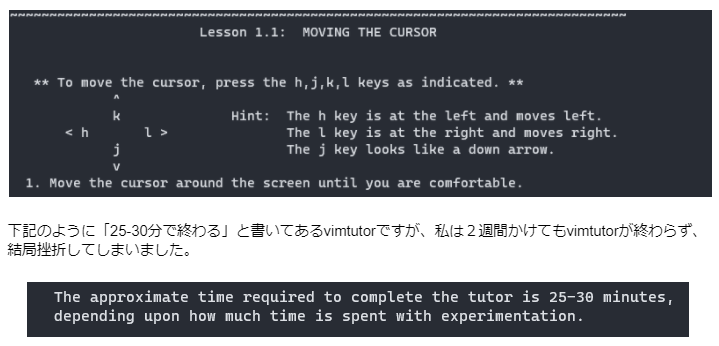 ~~~~~~~~~~~~~~~~~~~~~~~~~~~~~~~~~~~~~~~~~~~~~~~~~~~~~~~~~~~~~~~~~~~~~~~~~~~~~~
Lesson 1.1:  MOVING THE CURSOR
** To move the cursor, press the h,j,k,l keys as indicated. **
^
k              Hint:  The h key is at the left and moves left.
< h       l >               The l key is at the right and moves right.
j                     The j key looks like a down arrow.
v
1. Move the cursor around the screen until you are comfortable.
下記のように「25-30分で終わる」と書いてあるvimtutorですが、私は２週間かけてもvimtutorが終わらず、
結局挫折してしまいました。
The approximate time required to complete the tutor is 25-30 minutes,
depending upon how much time is spent with experimentation.